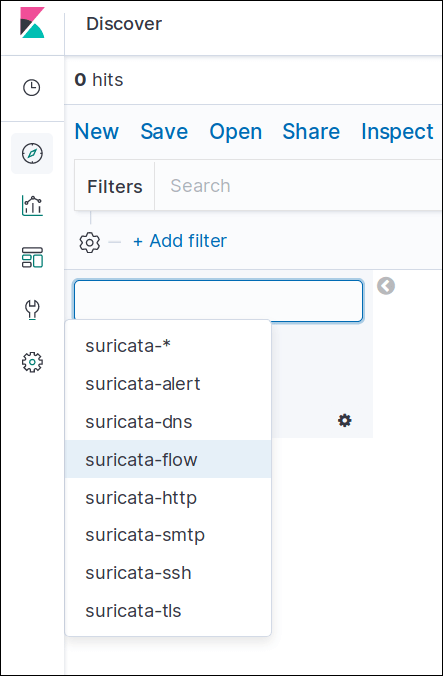 Discover
0 hits
New Save Open Share Inspect
Filters Search
+ Add filter
suricata-*
suricata-alert
suricata-dns
suricata-flow
suricata-http
suricata-smtp
suricata-ssh
suricata-tls